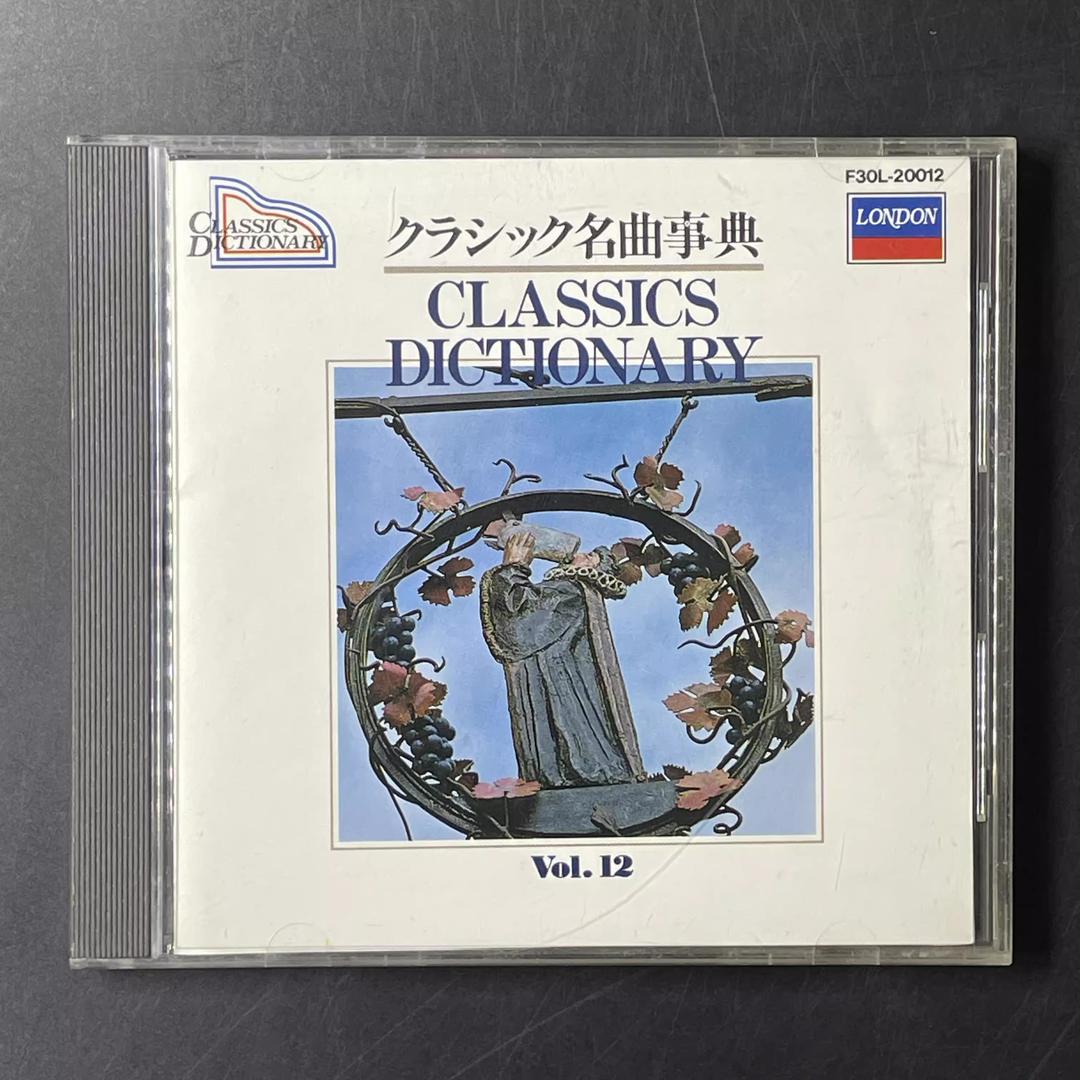 F30L-20012
CLASSICS
DICTIONARY
クラシック名曲事典
LONDON
CLASSICS
DICTIONARY
Vol. 12